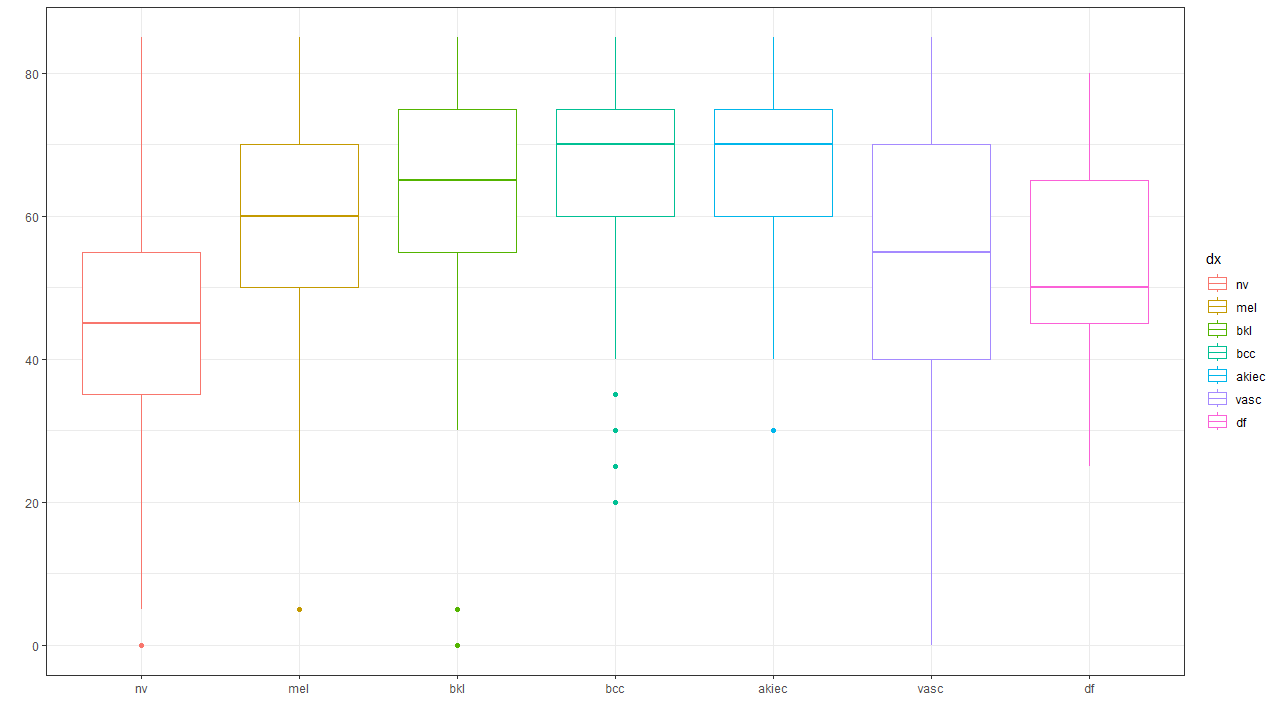 80
60
40
20
0
nv mel bkl bcc akiec vasc df
dx
nv
mel
bkl
bcc
akiec
vasc
df